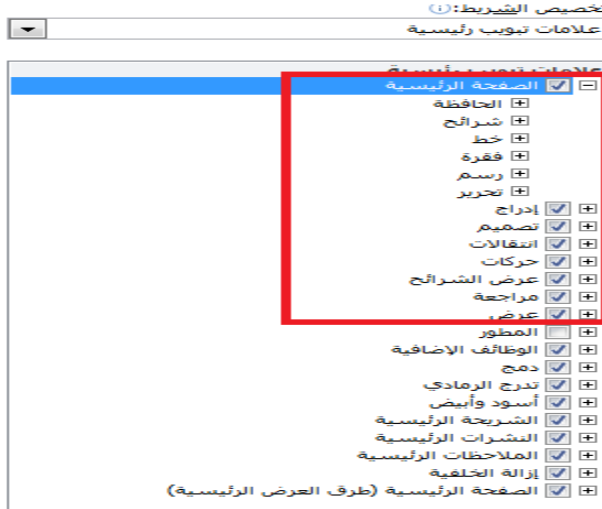 تخصيص الشريط:
علامات تبويب رئيسية
علامات تبويب رئيسية
الصفحة الرئيسية
الحافظة
شرائح
خط
فقرة
رسم
تحرير
إدراج
تصميم
انتقالات
حركات
عرض الشرائح
مراجعة
عرض
المطور
الوظائف الإضافية
دمج
تدرج الرمادي
أسود وأبيض
الشريحة الرئيسية
النشرات الرئيسية
الملاحظات الرئيسية
إزالة الخلفية
الصفحة الرئيسية (طرف العرض الرئيسية)